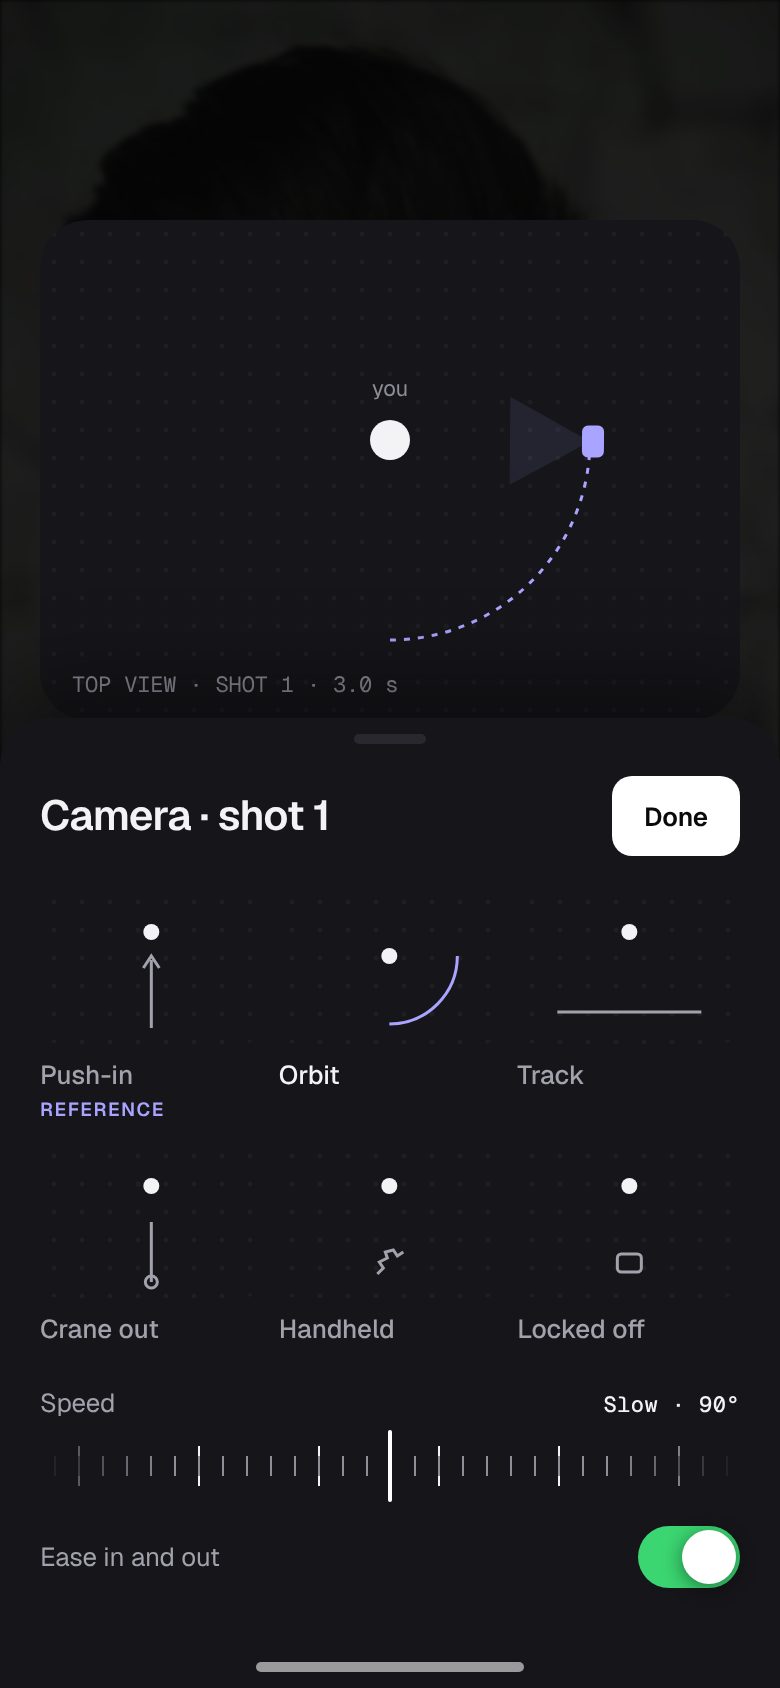 you
TOP VIEW · SHOT 1 · 3.0 s
Camera · shot 1
Done
Push-in
Orbit
Track
REFERENCE
Crane out
Handheld
Locked off
Speed
Slow · 90°
Ease in and out